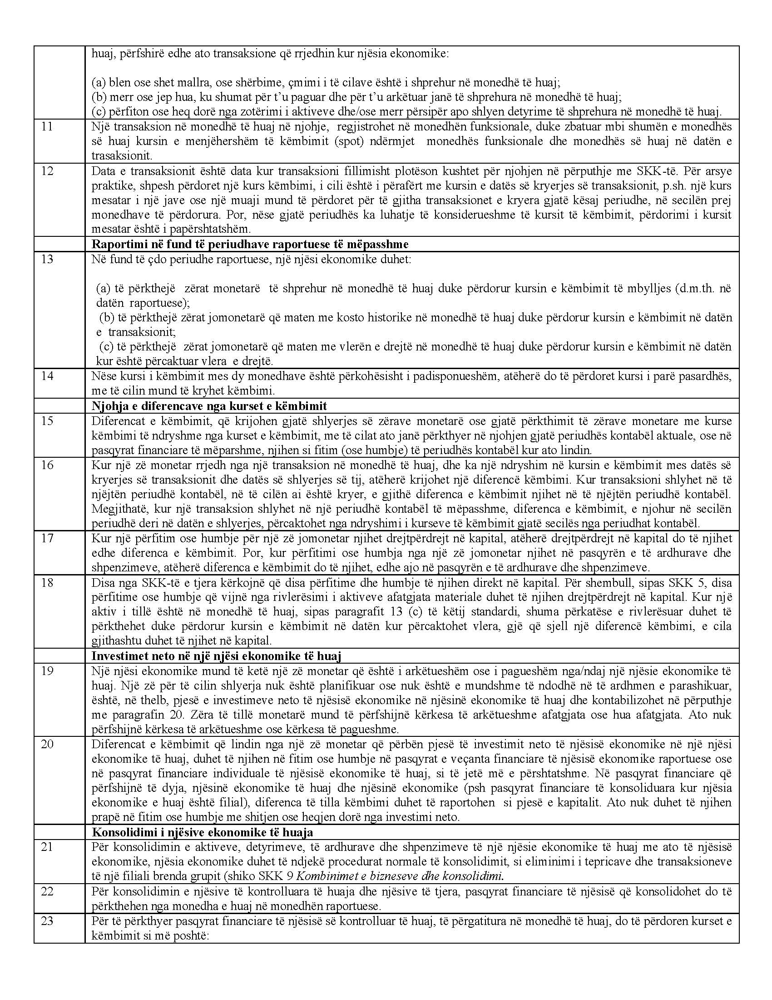 huaj, përfshirë edhe ato transaksione që rrjedhin kur njësia ekonomike:
(a) blen ose shet mallra, ose shërbime, çmimi i të cilave është i shprehur në monedhë të huaj;
(b) merr ose jep hua, ku shumat për t’u paguar dhe për t’u arkëtuar janë të shprehura në monedhë të huaj;
(c) përfiton ose heq dorë nga zotërimi i aktiveve dhe/ose merr përsipër apo shlyen detyrime të shprehura në monedhë të huaj.
11 Një transaksion në monedhë të huaj në njohje, regjistrohet në monedhën funksionale, duke zbatuar mbi shumën e monedhës
së huaj kursin e menjëhershëm të këmbimit (spot) ndërmjet monedhës funksionale dhe monedhës së huaj në datën e
trasaksionit.
12 Data e transaksionit është data kur transaksioni fillimisht plotëson kushtet për njohjen në përputhje me SKK-të. Për arsye
praktike, shpesh përdoret një kurs këmbimi, i cili është i përafërt me kursin e datës së kryerjes së transaksionit, p.sh. një kurs
mesatar i një jave ose një muaji mund të përdoret për të gjitha transaksionet e kryera gjatë kësaj periudhe, në secilën prej
monedhave të përdorura. Por, nëse gjatë periudhës ka luhatje të konsiderueshme të kursit të këmbimit, përdorimi i kursit
mesatar është i papërshtatshëm.
Raportimi në fund të periudhave raportuese të mëpasshme
13 Në fund të çdo periudhe raportuese, një njësi ekonomike duhet:
(a) të përkthejë zërat monetarë të shprehur në monedhë të huaj duke përdorur kursin e këmbimit të mbylljes (d.m.th. në
datën raportuese);
(b) të përkthejë zërat jomonetarë që maten me kosto historike në monedhë të huaj duke përdorur kursin e këmbimit në datën
e transaksionit;
(c) të përkthejë zërat jomonetarë që maten me vlerën e drejtë në monedhë të huaj duke përdorur kursin e këmbimit në datën
kur është përcaktuar vlera e drejtë.
14 Nëse kursi i këmbimit mes dy monedhave është përkohësisht i padisponueshëm, atëherë do të përdoret kursi i parë pasardhës,
me të cilin mund të kryhet këmbimi.
Njohja e diferencave nga kurset e këmbimit
15 Diferencat e këmbimit, që krijohen gjatë shlyerjes së zërave monetarë ose gjatë përkthimit të zërave monetare me kurse
këmbimi të ndryshme nga kurset e këmbimit, me të cilat ato janë përkthyer në njohjen gjatë periudhës kontabël aktuale, ose në
pasqyrat financiare të mëparshme, njihen si fitim (ose humbje) të periudhës kontabël kur ato lindin.
16 Kur një zë monetar rrjedh nga një transaksion në monedhë të huaj, dhe ka një ndryshim në kursin e këmbimit mes datës së
kryerjes së transaksionit dhe datës së shlyerjes së tij, atëherë krijohet një diferencë këmbimi. Kur transaksioni shlyhet në të
njëjtën periudhë kontabël, në të cilën ai është kryer, e gjithë diferenca e këmbimit njihet në të njëjtën periudhë kontabël.
Megjithatë, kur një transaksion shlyhet në një periudhë kontabël të mëpasshme, diferenca e këmbimit, e njohur në secilën
periudhë deri në datën e shlyerjes, përcaktohet nga ndryshimi i kurseve të këmbimit gjatë secilës nga periudhat kontabël.
17 Kur një përfitim ose humbje për një zë jomonetar njihet drejtpërdrejt në kapital, atëherë drejtpërdrejt në kapital do të njihet
edhe diferenca e këmbimit. Por, kur përfitimi ose humbja nga një zë jomonetar njihet në pasqyrën e të ardhurave dhe
shpenzimeve, atëherë diferenca e këmbimit do të njihet, edhe ajo në pasqyrën e të ardhurave dhe shpenzimeve.
18 Disa nga SKK-të e tjera kërkojnë që disa përfitime dhe humbje të njihen direkt në kapital. Për shembull, sipas SKK 5, disa
përfitime ose humbje që vijnë nga rivlerësimi i aktiveve afatgjata materiale duhet të njihen drejtpërdrejt në kapital. Kur një
aktiv i tillë është në monedhë të huaj, sipas paragrafit 13 (c) të këtij standardi, shuma përkatëse e rivlerësuar duhet të
përkthehet duke përdorur kursin e këmbimit në datën kur përcaktohet vlera, gjë që sjell një diferencë këmbimi, e cila
gjithashtu duhet të njihet në kapital.
Investimet neto në një njësi ekonomike të huaj
19 Një njësi ekonomike mund të ketë një zë monetar që është i arkëtueshëm ose i pagueshëm nga/ndaj një njësie ekonomike të
huaj. Një zë për të cilin shlyerja nuk është planifikuar ose nuk është e mundshme të ndodhë në të ardhmen e parashikuar,
është, në thelb, pjesë e investimeve neto të njësisë ekonomike në njësinë ekonomike të huaj dhe kontabilizohet në përputhje
me paragrafin 20. Zëra të tillë monetarë mund të përfshijnë kërkesa të arkëtueshme afatgjata ose hua afatgjata. Ato nuk
përfshijnë kërkesa të arkëtueshme ose kërkesa të pagueshme.
20 Diferencat e këmbimit që lindin nga një zë monetar që përbën pjesë të investimit neto të njësisë ekonomike në një njësi
ekonomike të huaj, duhet të njihen në fitim ose humbje në pasqyrat e veçanta financiare të njësisë ekonomike raportuese ose
në pasqyrat financiare individuale të njësisë ekonomike të huaj, si të jetë më e përshtatshme. Në pasqyrat financiare që
përfshijnë të dyja, njësinë ekonomike të huaj dhe njësinë ekonomike (psh pasqyrat financiare të konsoliduara kur njësia
ekonomike e huaj është filial), diferenca të tilla këmbimi duhet të raportohen si pjesë e kapitalit. Ato nuk duhet të njihen
prapë në fitim ose humbje me shitjen ose heqjen dorë nga investimi neto.
Konsolidimi i njësive ekonomike të huaja
21 Për konsolidimin e aktiveve, detyrimeve, të ardhurave dhe shpenzimeve të një njësie ekonomike të huaj me ato të njësisë
ekonomike, njësia ekonomike duhet të ndjekë procedurat normale të konsolidimit, si eliminimi i tepricave dhe transaksioneve
të një filiali brenda grupit (shiko SKK 9 Kombinimet e bizneseve dhe konsolidimi.
22 Për konsolidimin e njësive të kontrolluara të huaja dhe njësive të tjera, pasqyrat financiare të njësisë që konsolidohet do të
përkthehen nga monedha e huaj në monedhën raportuese.
23 Për të përkthyer pasqyrat financiare të njësisë së kontrolluar të huaj, të përgatitura në monedhë të huaj, do të përdoren kurset e
këmbimit si më poshtë: